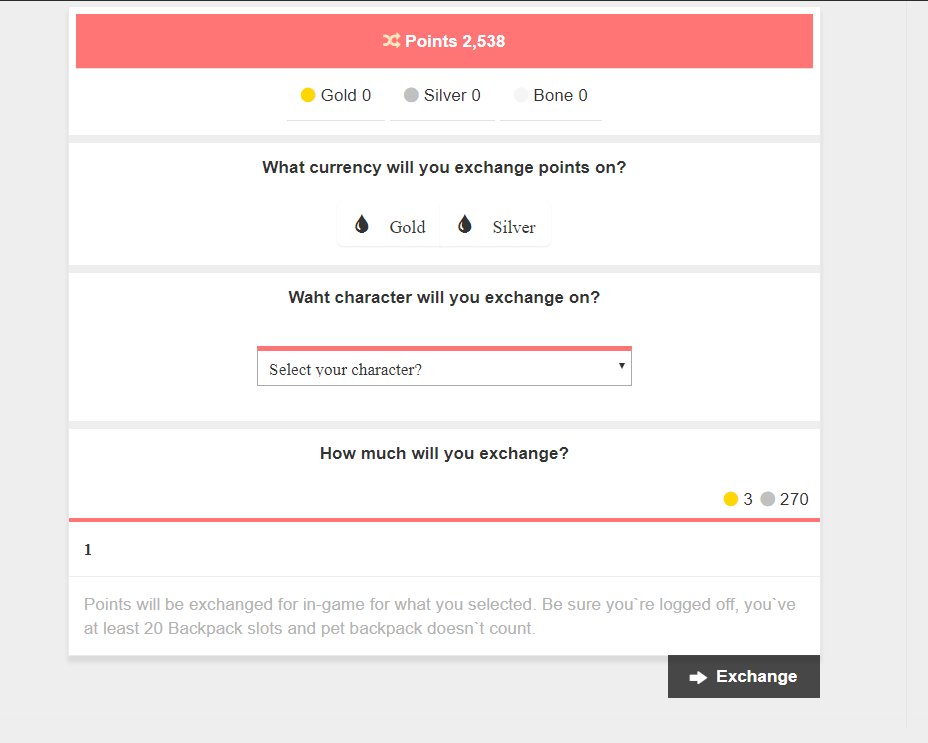 Points 2,538
Gold 0 Silver 0 Bone 0
What currency will you exchange points on?
Gold Silver
Waht character will you exchange on?
Select your character?
How much will you exchange?
3 270
1
Points will be exchanged for in-game for what you selected. Be sure you`re logged off, you`ve
at least 20 Backpack slots and pet backpack doesn`t count.
Exchange